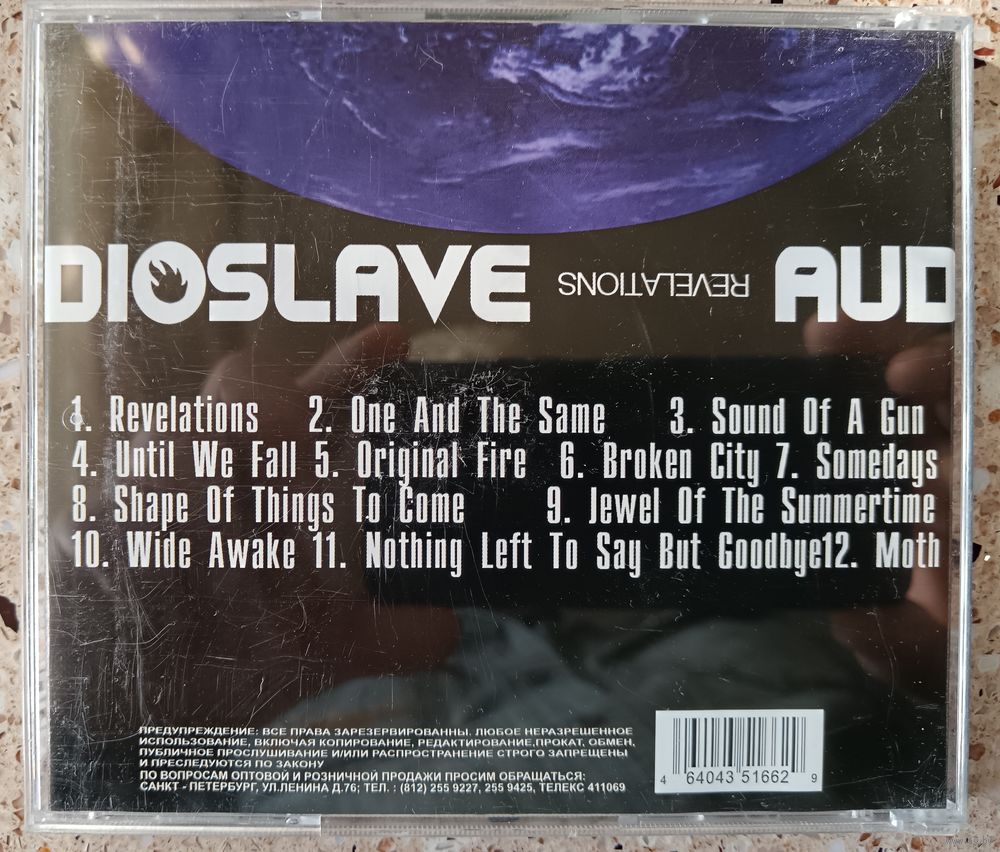 DIOSLAVE REVELATIONS AUD
1. Revelations 2. One And The Same 3. Sound Of A Gun
4. Until We Fall 5. Original Fire 6. Broken City 7. Somedays
8. Shape Of Things To Come 9. Jewel Of The Summertime
10. Wide Awake 11. Nothing Left To Say But Goodbye12. Moth
ПРЕДУПРЕЖДЕНИЕ: ВСЕ ПРАВА ЗАРЕЗЕРВИРОВАННЫ. ЛЮБОЕ НЕРАЗРЕШЕННОЕ
ИСПОЛЬЗОВАНИЕ, ВКЛЮЧАЯ КОПИРОВАНИЕ, РЕДАКТИРОВАНИЕ,ПРОКАТ, ОБМЕН,
ПУБЛИЧНОЕ ПРОСЛУШИВАНИЕ И/ИЛИ РАСПРОСТРАНЕНИЕ СТРОГО ЗАПРЕЩЕНЫ
И ПРЕСЛЕДУЮТСЯ ПО ЗАКОНУ
ПО ВОПРОСАМ ОПТОВОЙ И РОЗНИЧНОЙ ПРОДАЖИ ПРОСИМ ОБРАЩАТЬСЯ:
САНКТ - ПЕТЕРБУРГ, УЛ.ЛЕНИНА Д.76; ТЕЛ. : (812) 255 9227, 255 9425, ТЕЛЕКС 411069
4 64043 51662 9